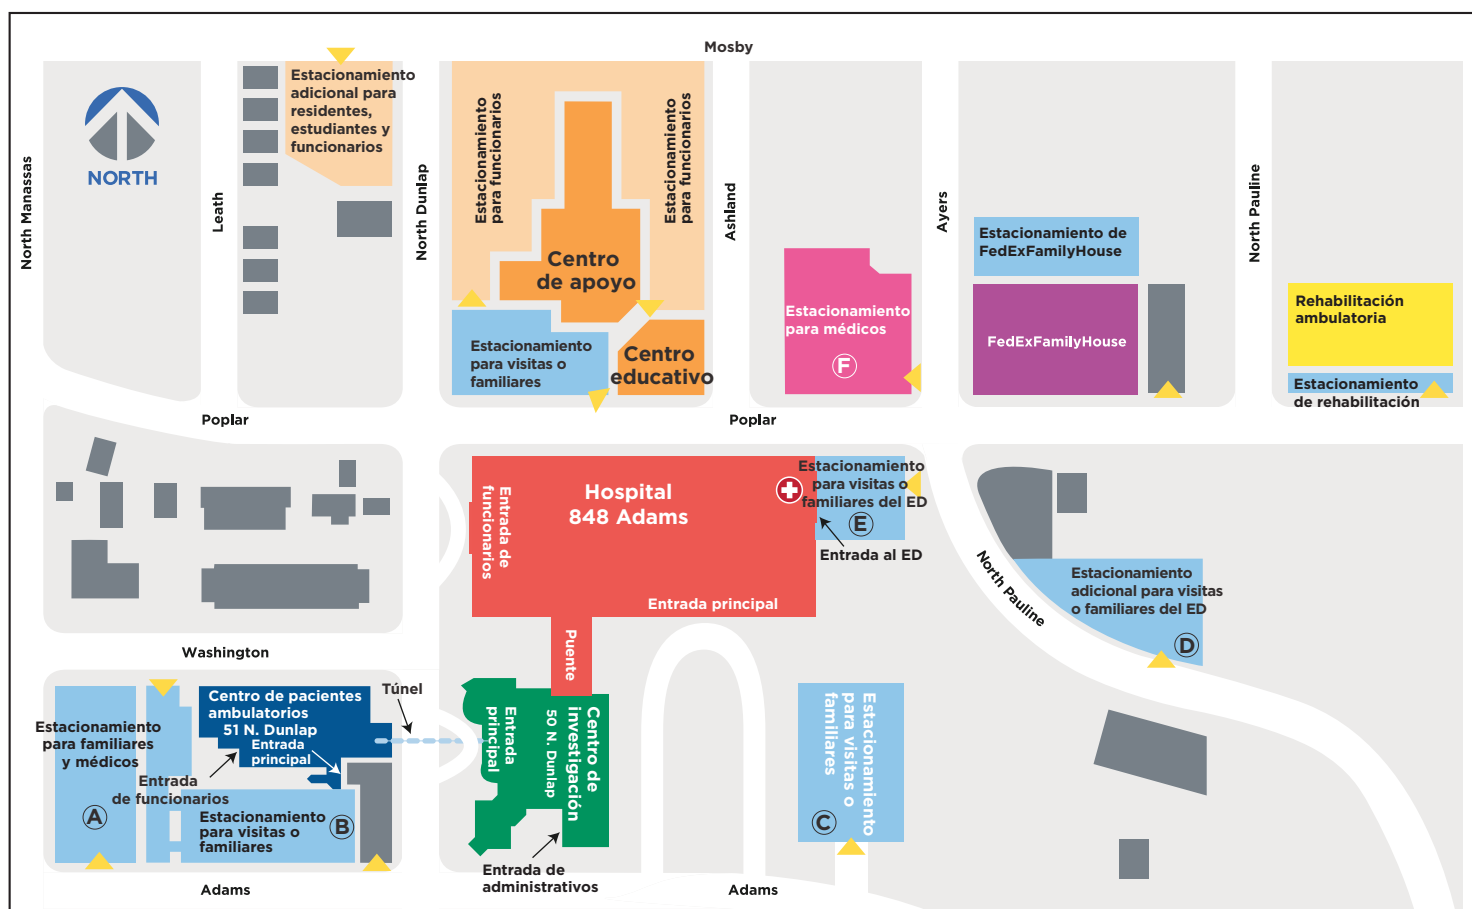 Mosby
NORTH
North Manassas
Leath
Estacionamiento
adicional para
residentes,
estudiantes y
funcionarios
North Dunlap
Estacionamiento
para funcionarios
Estacionamiento
para funcionarios
Centro
de apoyo
Estacionamiento
para visitas o
familiares
Centro
educativo
Ashland
Estacionamiento
para médicos
F
Ayers
Estacionamiento de
FedExFamilyHouse
FedExFamilyHouse
North Pauline
Rehabilitación
ambulatoria
Estacionamiento
de rehabilitación
Poplar
Poplar
Entrada de
funcionarios
Hospital
848 Adams
Estacionamiento
para visitas o
familiares del ED
E
Entrada al ED
Entrada principal
Puente
North Pauline
Estacionamiento
adicional para visitas
o familiares del ED
D
Washington
Túnel
Centro de pacientes
ambulatorios
51 N. Dunlap
Entrada
principal
Estacionamiento
para familiares
y médicos
A
Entrada
de funcionarios
Estacionamiento
para visitas o
familiares
B
Entrada
principal
Centro de
investigación
50 N. Dunlap
Entrada de
administrativos
Estacionamiento
para visitas o
familiares
C
Adams
Adams